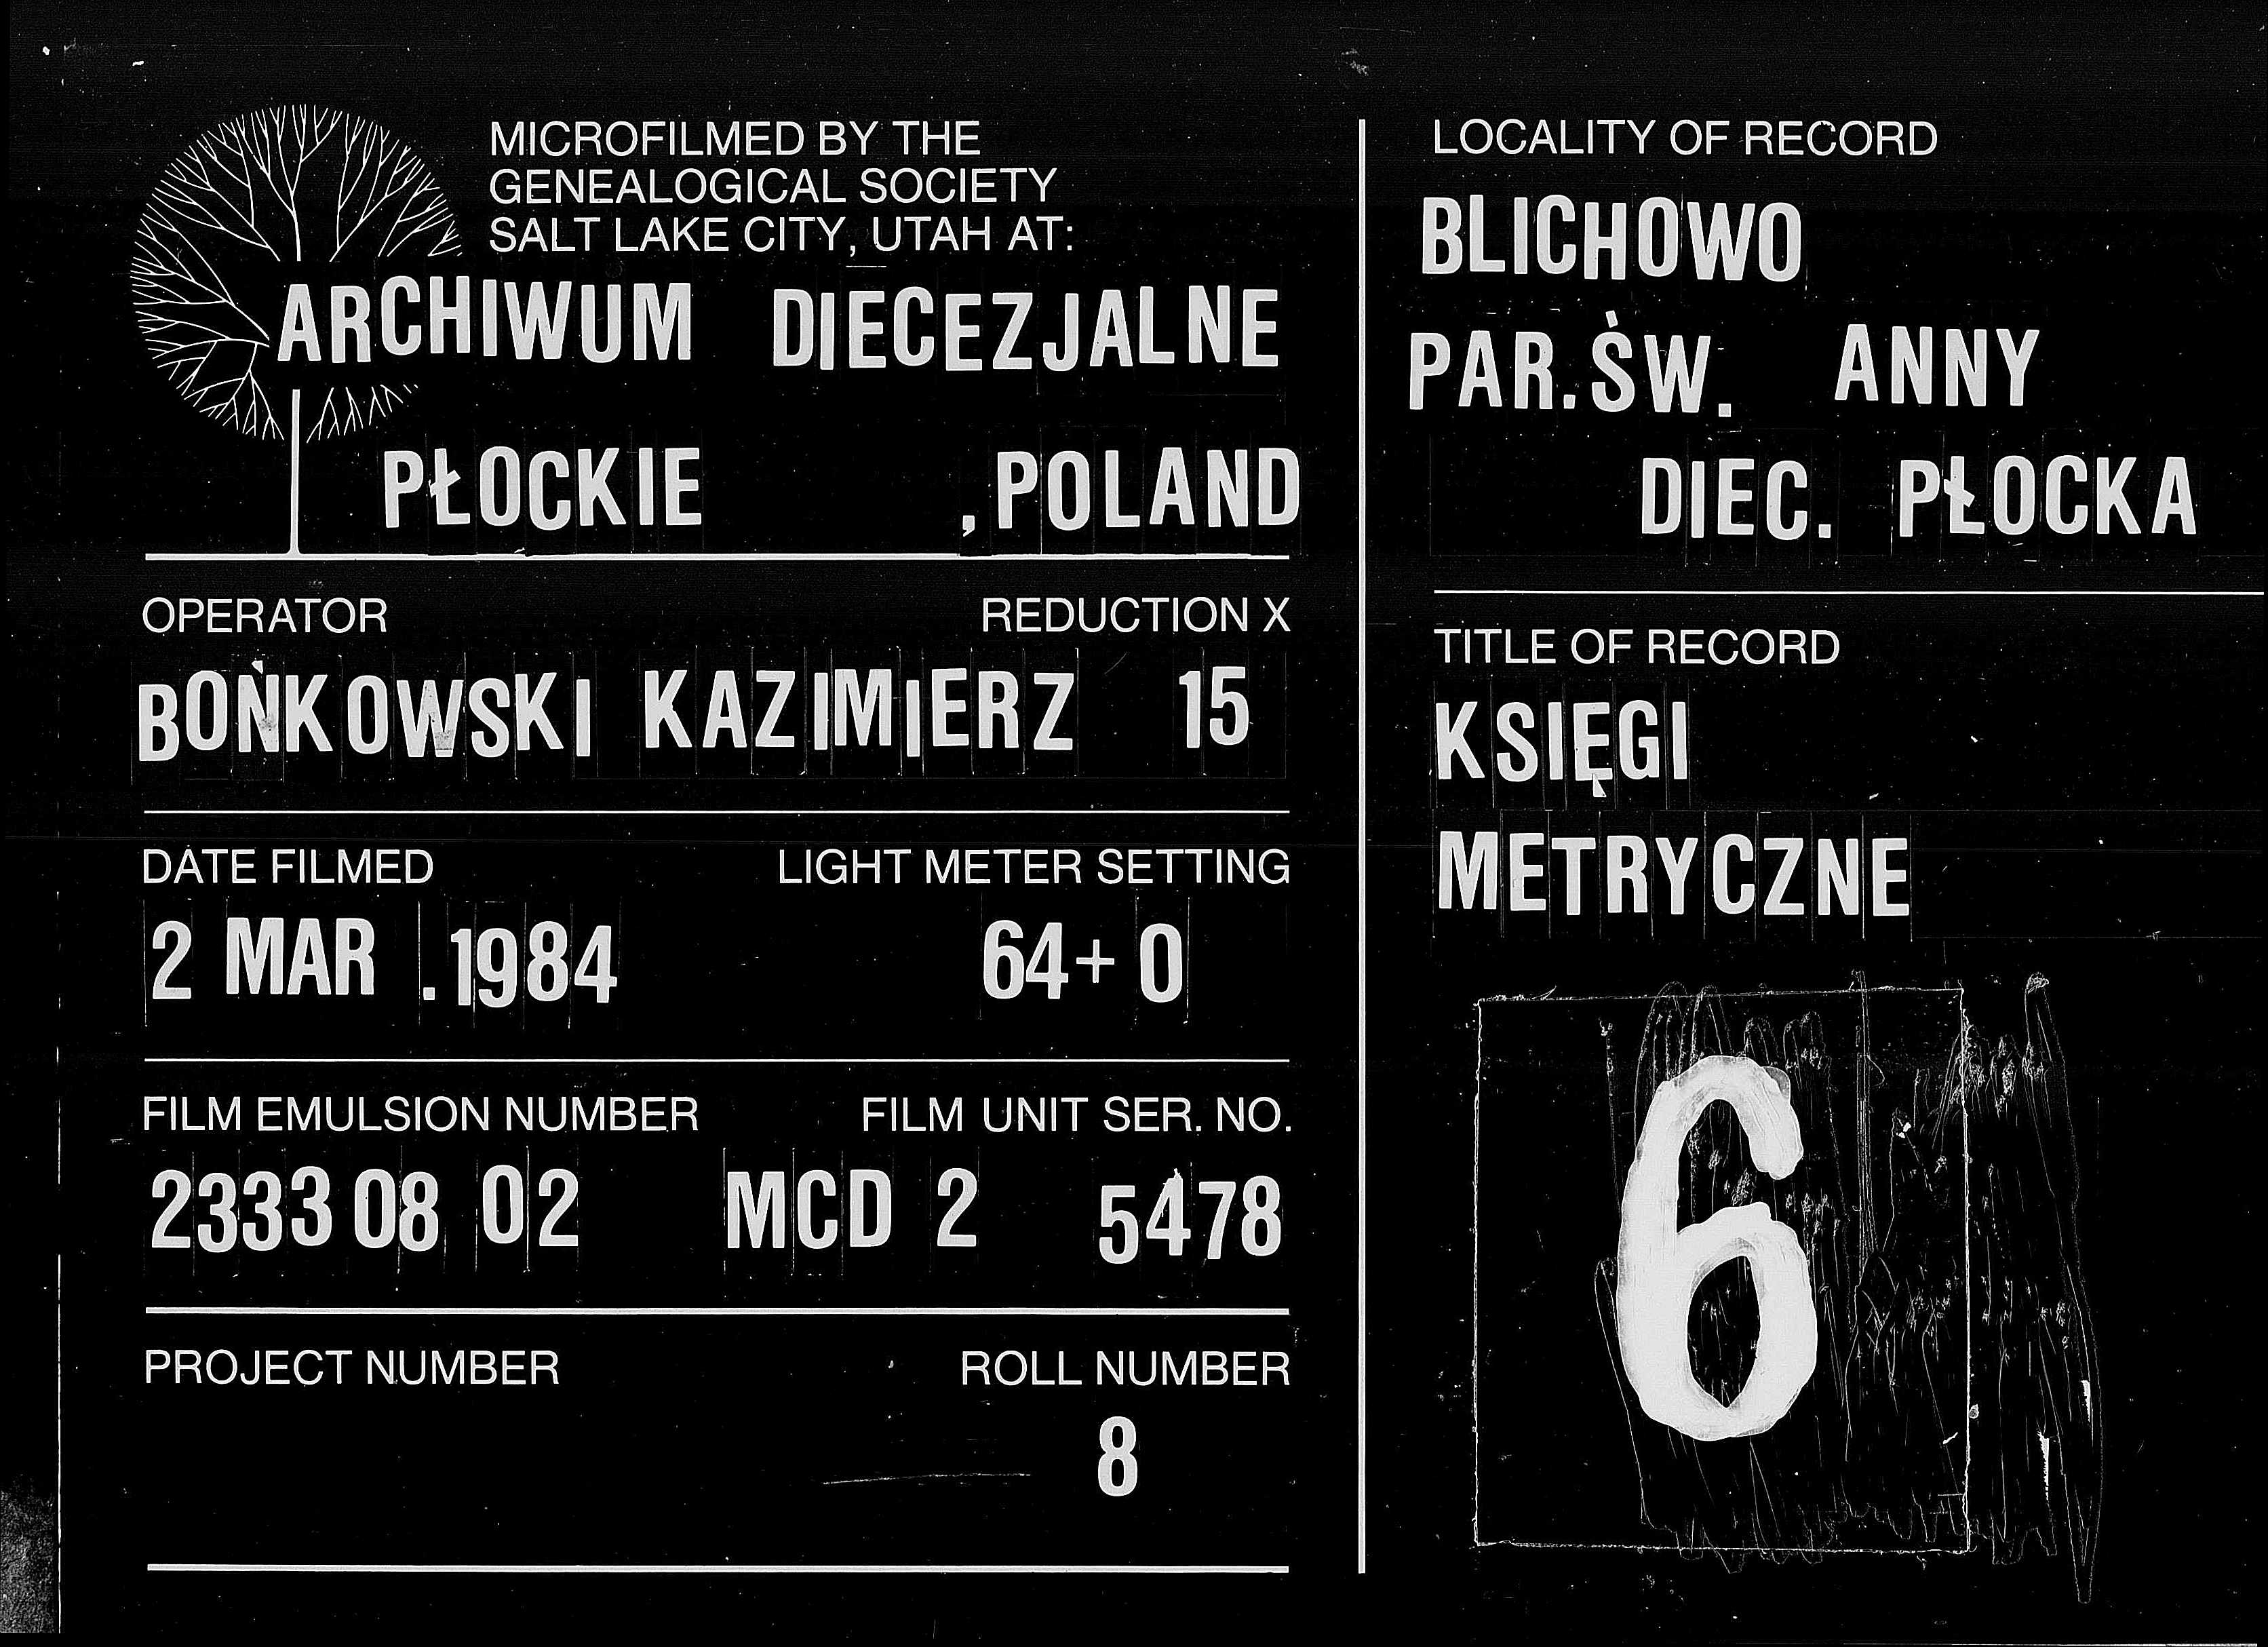 MICROFILMED BY THE
GENEALOGICAL SOCIETY
SALT LAKE CITY, UTAH AT:
ARCHIWUM DIECEZJALNE
PŁOCKIE , POLAND
OPERATOR REDUCTION X
BOŃKOWSKI KAZIMIERZ 15
DATE FILMED LIGHT METER SETTING
2 MAR . 1984 64+ 0
FILM EMULSION NUMBER FILM UNIT SER. NO.
2333 08 02 MCD 2 5478
PROJECT NUMBER ROLL NUMBER
8
LOCALITY OF RECORD
BLICHOWO
PAR. ŚW. ANNY
DIEC. PŁOCKA
TITLE OF RECORD
KSIĘGI
METRYCZNE
6